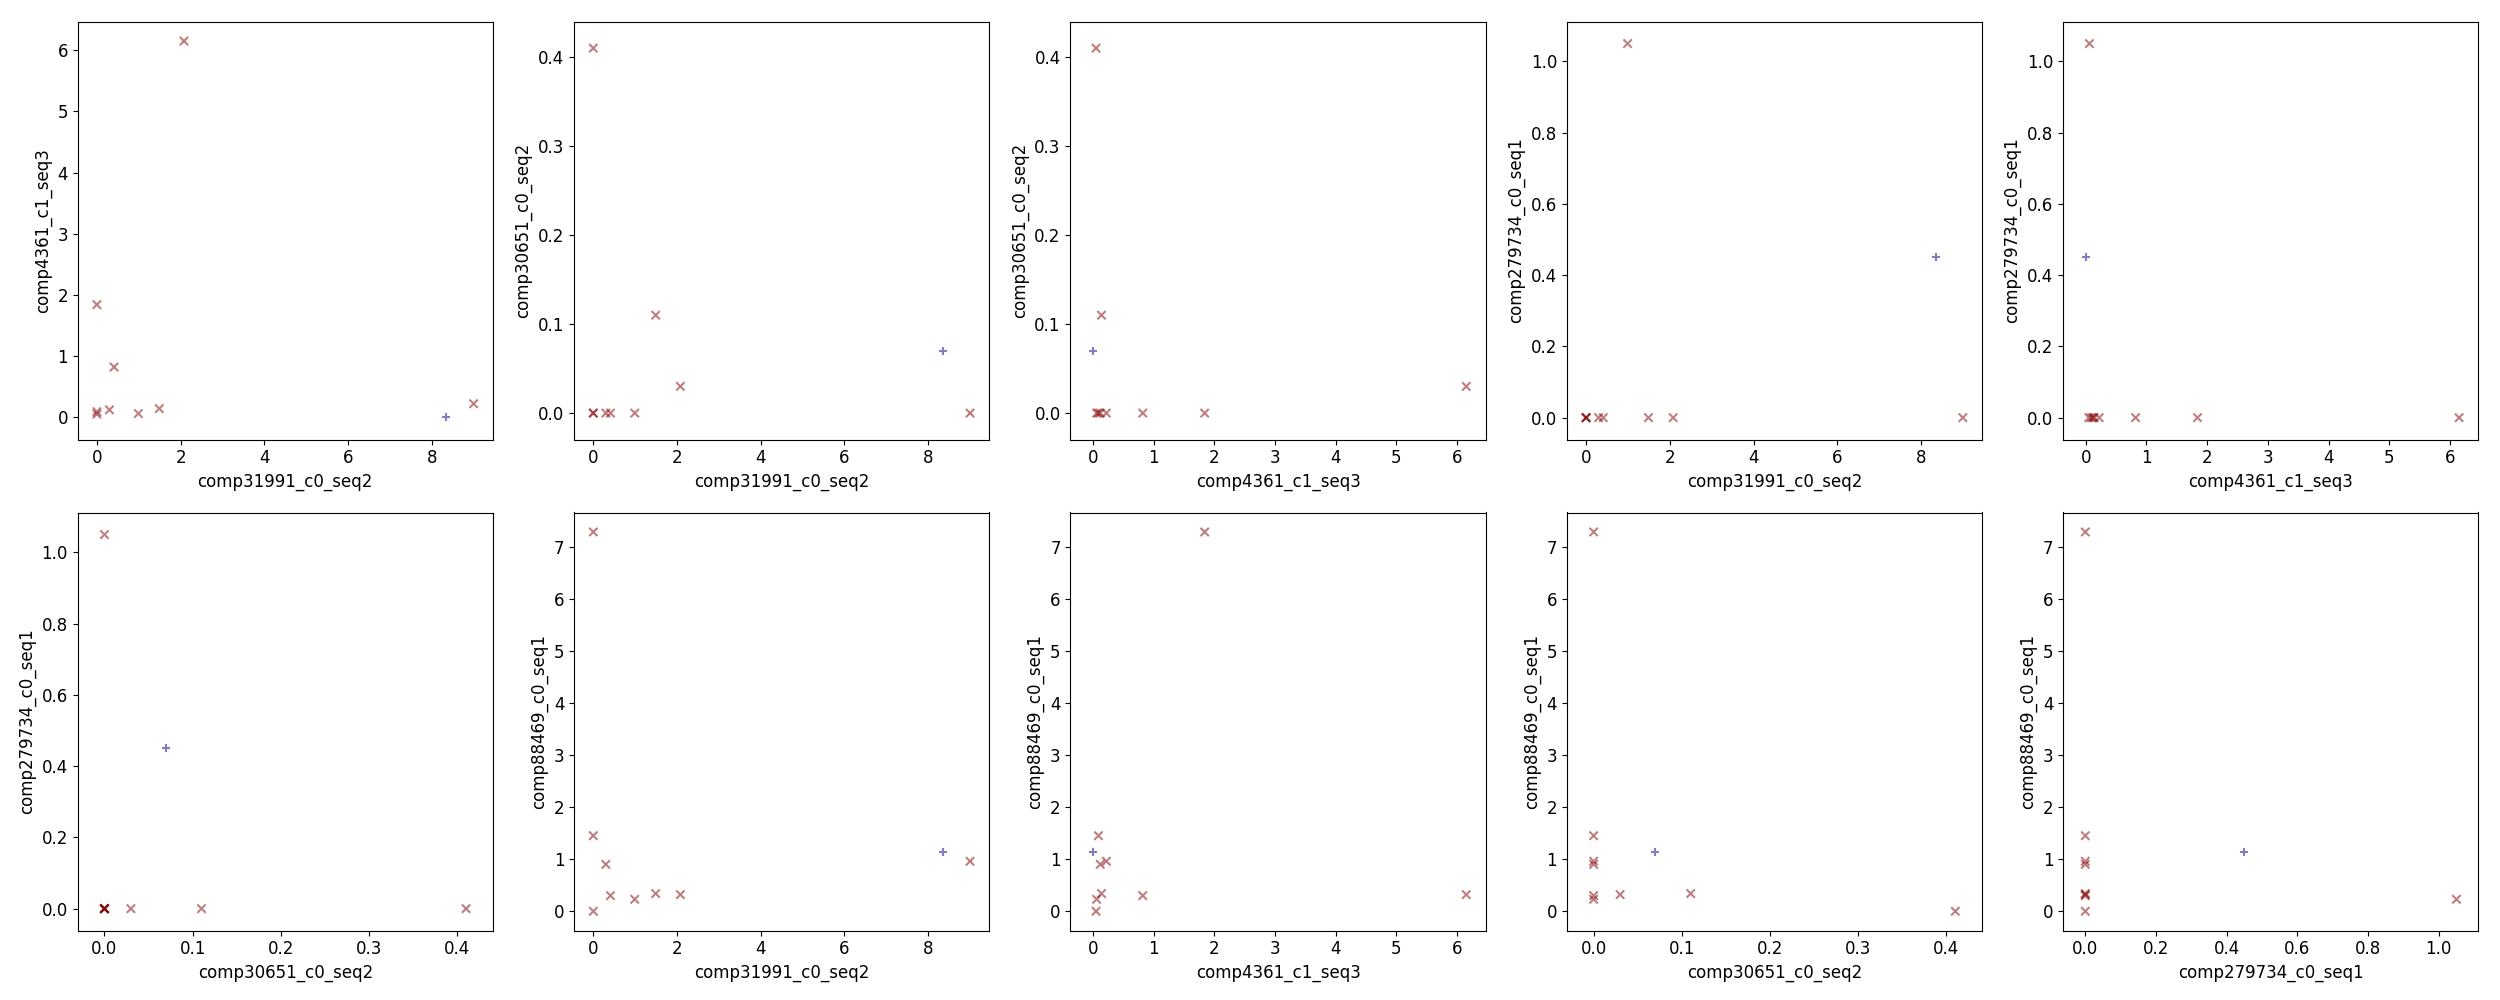 6
5
4
3
2
1
0
comp4361_c1_seq3
0 2 4 6 8
comp31991_c0_seq2
0.4
0.3
0.2
0.1
0.0
comp30651_c0_seq2
0 2 4 6 8
comp31991_c0_seq2
0.4
0.3
0.2
0.1
0.0
comp30651_c0_seq2
0 1 2 3 4 5 6
comp4361_c1_seq3
1.0
0.8
0.6
0.4
0.2
0.0
comp279734_c0_seq1
0 2 4 6 8
comp31991_c0_seq2
1.0
0.8
0.6
0.4
0.2
0.0
comp279734_c0_seq1
0 1 2 3 4 5 6
comp4361_c1_seq3
1.0
0.8
0.6
0.4
0.2
0.0
comp279734_c0_seq1
0.0 0.1 0.2 0.3 0.4
comp30651_c0_seq2
7
6
5
4
3
2
1
0
comp88469_c0_seq1
0 2 4 6 8
comp31991_c0_seq2
7
6
5
4
3
2
1
0
comp88469_c0_seq1
0 1 2 3 4 5 6
comp4361_c1_seq3
7
6
5
4
3
2
1
0
comp88469_c0_seq1
0.0 0.1 0.2 0.3 0.4
comp30651_c0_seq2
7
6
5
4
3
2
1
0
comp88469_c0_seq1
0.0 0.2 0.4 0.6 0.8 1.0
comp279734_c0_seq1